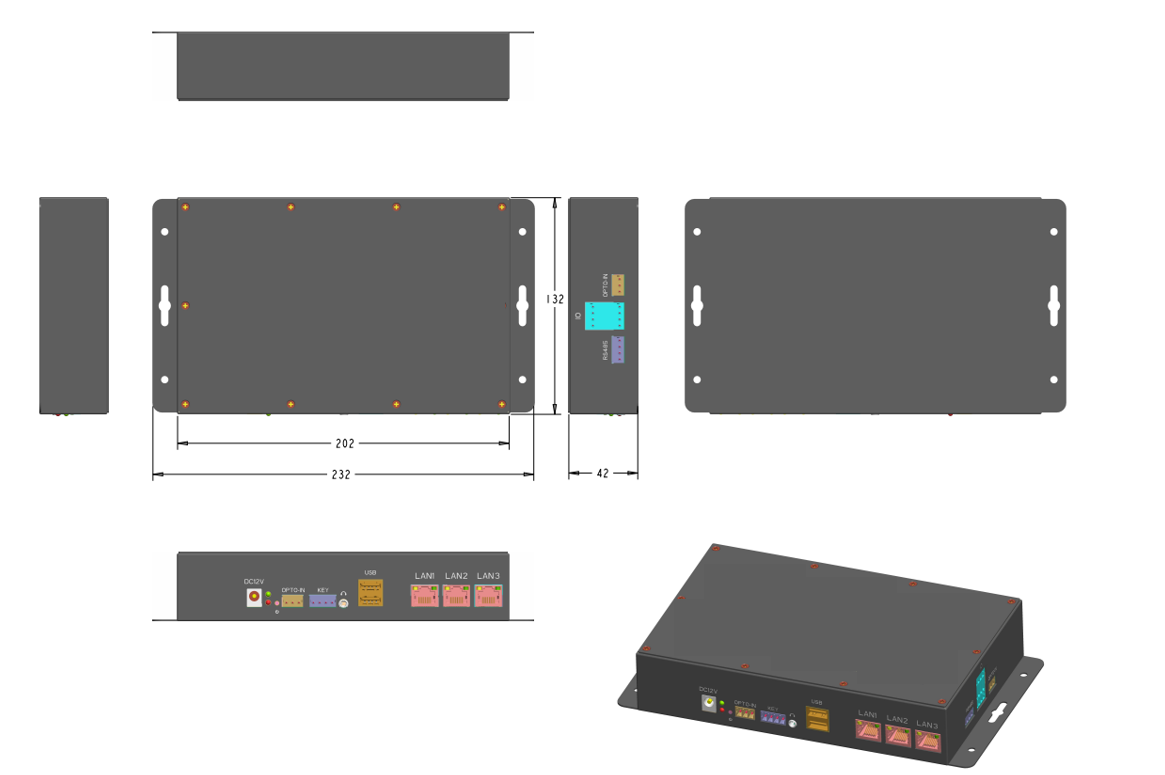 OPTO-IN
132
IO
RS485
202
232
42
DC12V
OPTO-IN
KEY
USB
LAN1
LAN2
LAN3
DC12V
OPTO-IN
KEY
USB
LAN1
LAN2
LAN3